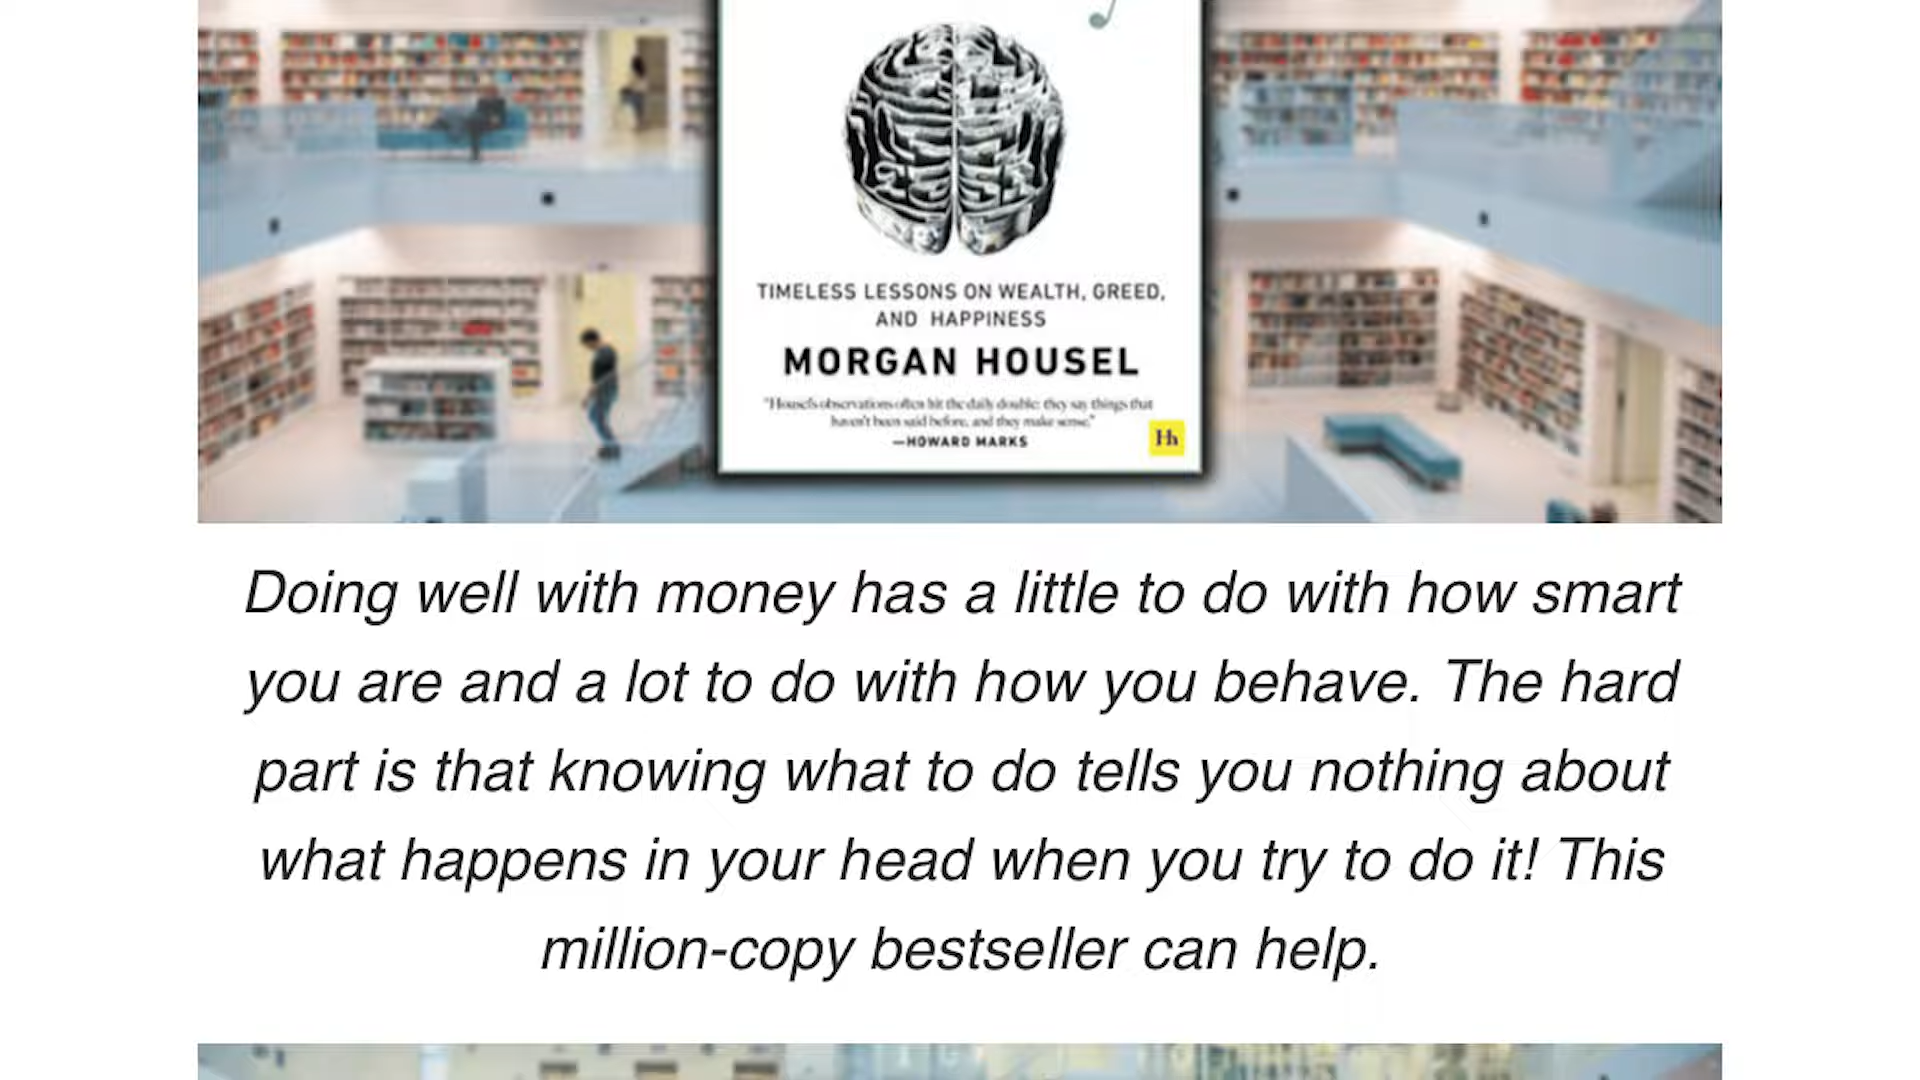 TIMELESS LESSONS ON WEALTH, GREED,
AND HAPPINESS
MORGAN HOUSEL
"Housel's observations often hit the daily double: they say things that
haven't been said before, and they make sense."
—HOWARD MARKS
Hh
Doing well with money has a little to do with how smart
you are and a lot to do with how you behave. The hard
part is that knowing what to do tells you nothing about
what happens in your head when you try to do it! This
million-copy bestseller can help.